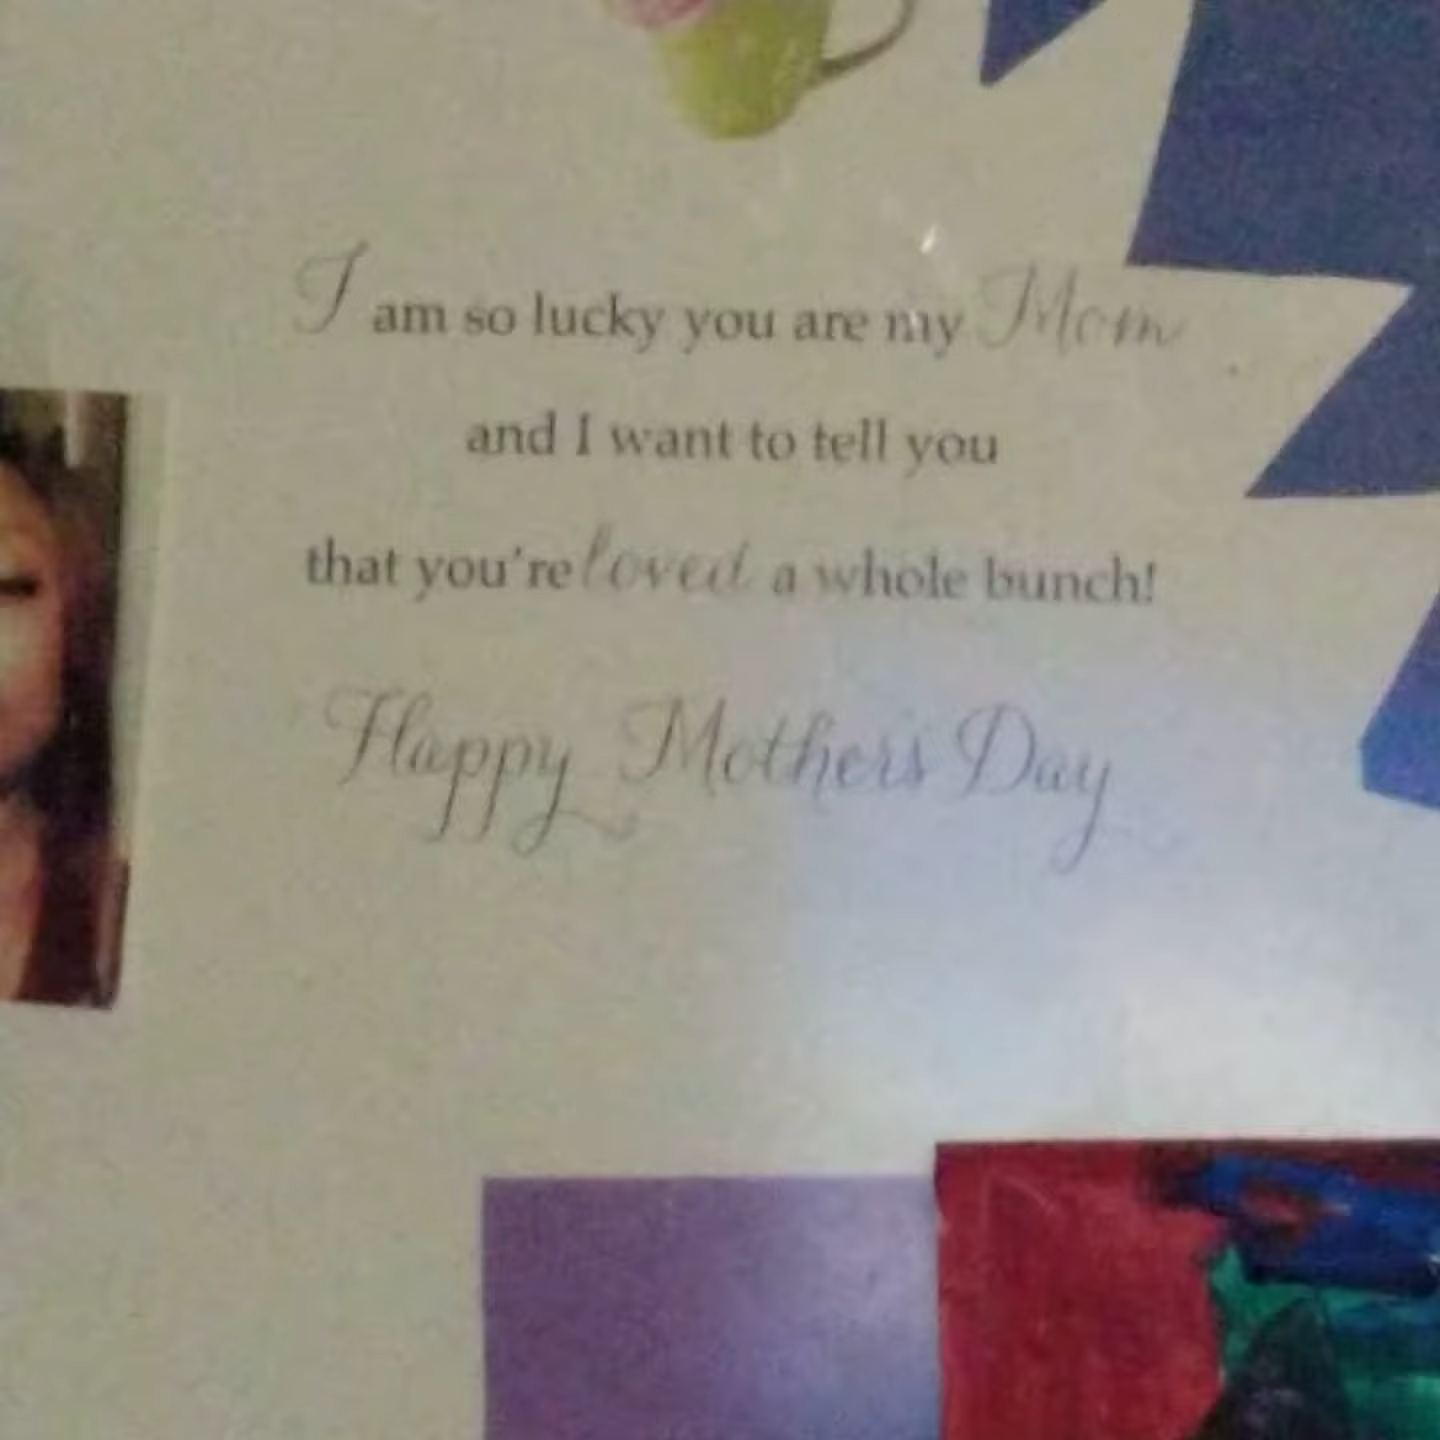 I am so lucky you are my Mom
and I want to tell you
that you're loved a whole bunch!
Happy Mother's Day